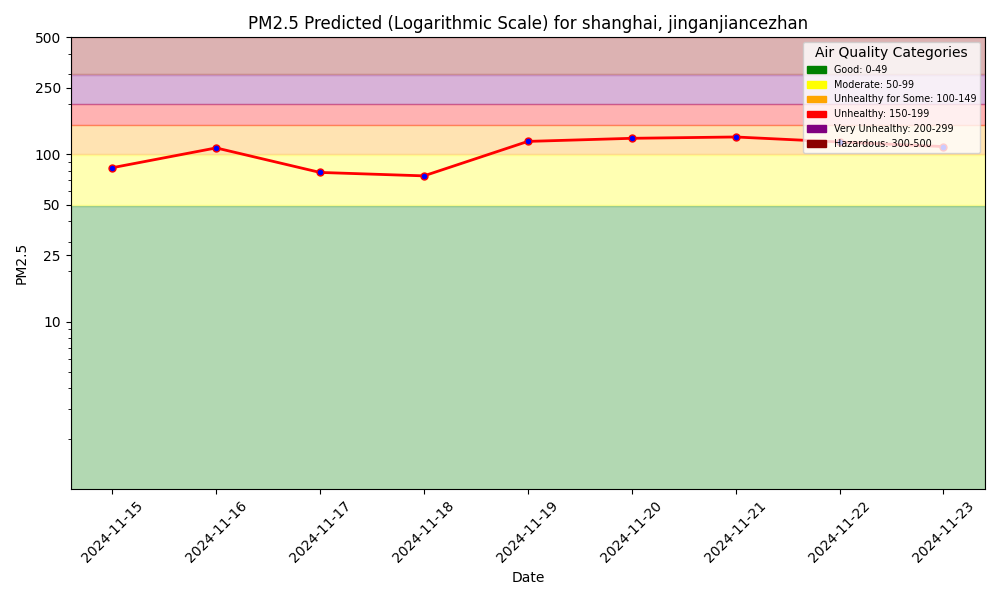 PM2.5 Predicted (Logarithmic Scale) for shanghai, jinganjiancezhan
500
250
100
50
25
10
PM2.5
Air Quality Categories
Good: 0-49
Moderate: 50-99
Unhealthy for Some: 100-149
Unhealthy: 150-199
Very Unhealthy: 200-299
Hazardous: 300-500
2024-11-15
2024-11-16
2024-11-17
2024-11-18
2024-11-19
2024-11-20
2024-11-21
2024-11-22
2024-11-23
Date